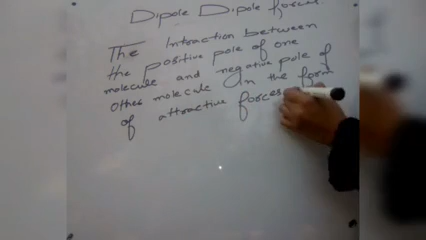 Dipole Dipole forces.
The Intraction between
the positive pole of one
molecule and negative pole of
Other molecule In the form
of attractive forces